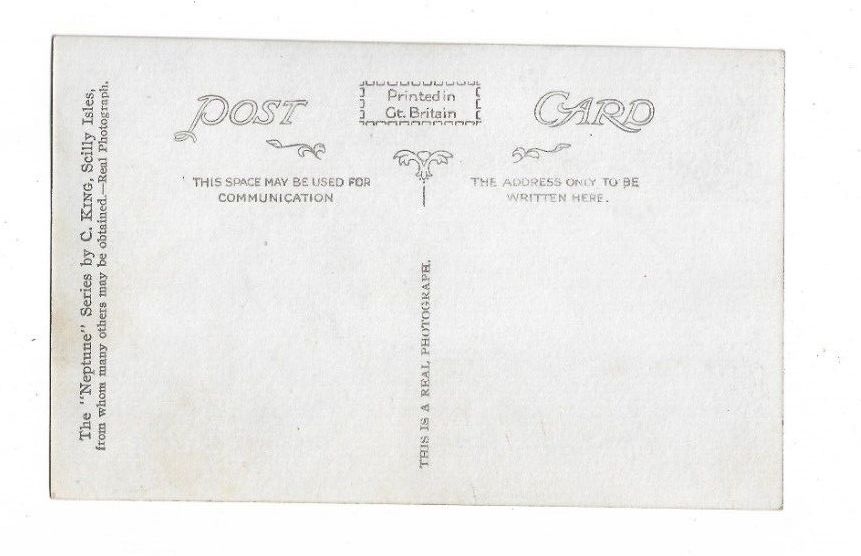 The "Neptune" Series by C. KING, Scilly Isles,
from whom many others may be obtained.—Real Photograph.
POST
Printed in
Gt. Britain
CARD
THIS SPACE MAY BE USED FOR
COMMUNICATION
THE ADDRESS ONLY TO BE
WRITTEN HERE.
THIS IS A REAL PHOTOGRAPH.